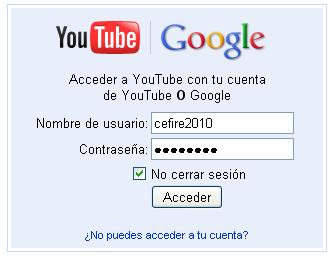 YouTube Google
Acceder a YouTube con tu cuenta
de YouTube O Google
Nombre de usuario: cefire2010
Contraseña: ●●●●●●●●
No cerrar sesión
Acceder
¿No puedes acceder a tu cuenta?